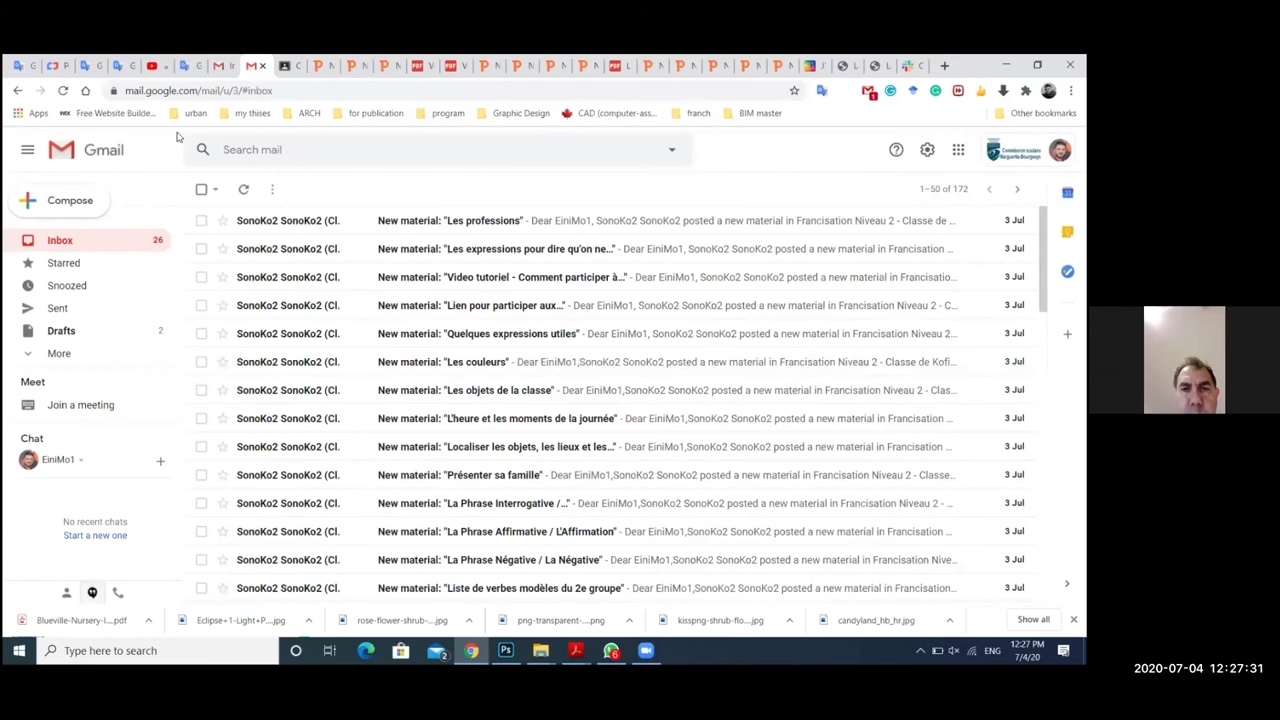 mail.google.com/mail/u/3/#inbox
Apps Free Website Builde... urban my thises ARCH for publication program Graphic Design CAD (computer-ass... franch BIM master Other bookmarks
Gmail Search mail
Compose 1–50 of 172
Inbox 26
Starred
Snoozed
Sent
Drafts 2
More
Meet
Join a meeting
Chat
EiniMo1
No recent chats
Start a new one
SonoKo2 SonoKo2 (Cl. New material: "Les professions" - Dear EiniMo1, SonoKo2 SonoKo2 posted a new material in Francisation Niveau 2 - Classe de ... 3 Jul
SonoKo2 SonoKo2 (Cl. New material: "Les expressions pour dire qu'on ne..." - Dear EiniMo1, SonoKo2 SonoKo2 posted a new material in Francisation ... 3 Jul
SonoKo2 SonoKo2 (Cl. New material: "Video tutoriel - Comment participer à..." - Dear EiniMo1, SonoKo2 SonoKo2 posted a new material in Francisatio... 3 Jul
SonoKo2 SonoKo2 (Cl. New material: "Lien pour participer aux..." - Dear EiniMo1, SonoKo2 SonoKo2 posted a new material in Francisation Niveau 2 - C... 3 Jul
SonoKo2 SonoKo2 (Cl. New material: "Quelques expressions utiles" - Dear EiniMo1, SonoKo2 SonoKo2 posted a new material in Francisation Niveau 2... 3 Jul
SonoKo2 SonoKo2 (Cl. New material: "Les couleurs" - Dear EiniMo1,SonoKo2 SonoKo2 posted a new material in Francisation Niveau 2 - Classe de Kofi... 3 Jul
SonoKo2 SonoKo2 (Cl. New material: "Les objets de la classe" - Dear EiniMo1,SonoKo2 SonoKo2 posted a new material in Francisation Niveau 2 - Clas... 3 Jul
SonoKo2 SonoKo2 (Cl. New material: "L'heure et les moments de la journée" - Dear EiniMo1,SonoKo2 SonoKo2 posted a new material in Francisation ... 3 Jul
SonoKo2 SonoKo2 (Cl. New material: "Localiser les objets, les lieux et les..." - Dear EiniMo1,SonoKo2 SonoKo2 posted a new material in Francisation ... 3 Jul
SonoKo2 SonoKo2 (Cl. New material: "Présenter sa famille" - Dear EiniMo1,SonoKo2 SonoKo2 posted a new material in Francisation Niveau 2 - Classe... 3 Jul
SonoKo2 SonoKo2 (Cl. New material: "La Phrase Interrogative /..." - Dear EiniMo1,SonoKo2 SonoKo2 posted a new material in Francisation Niveau 2 - ... 3 Jul
SonoKo2 SonoKo2 (Cl. New material: "La Phrase Affirmative / L'Affirmation" - Dear EiniMo1,SonoKo2 SonoKo2 posted a new material in Francisation ... 3 Jul
SonoKo2 SonoKo2 (Cl. New material: "La Phrase Négative / La Négative" - Dear EiniMo1,SonoKo2 SonoKo2 posted a new material in Francisation Nive... 3 Jul
SonoKo2 SonoKo2 (Cl. New material: "Liste de verbes modèles du 2e groupe" - Dear EiniMo1,SonoKo2 SonoKo2 posted a new material in Francisation ... 3 Jul
Blueville-Nursery-l....pdf Eclipse+1-Light+P....jpg rose-flower-shrub-....jpg png-transparent-....png kisspng-shrub-flo....jpg candyland_hb_hr.jpg Show all
Type here to search ENG 12:27 PM
7/4/20
2020-07-04 12:27:31